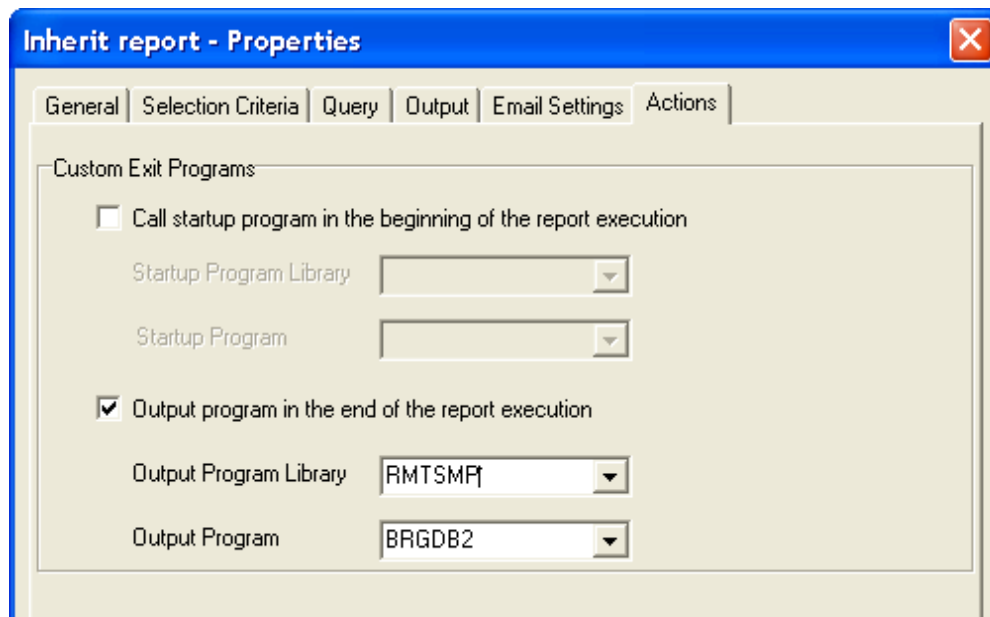 Inherit report - Properties
General Selection Criteria Query Output Email Settings Actions
Custom Exit Programs
Call startup program in the beginning of the report execution
Startup Program Library
Startup Program
Output program in the end of the report execution
Output Program Library RMTSMP
Output Program BRGDB2